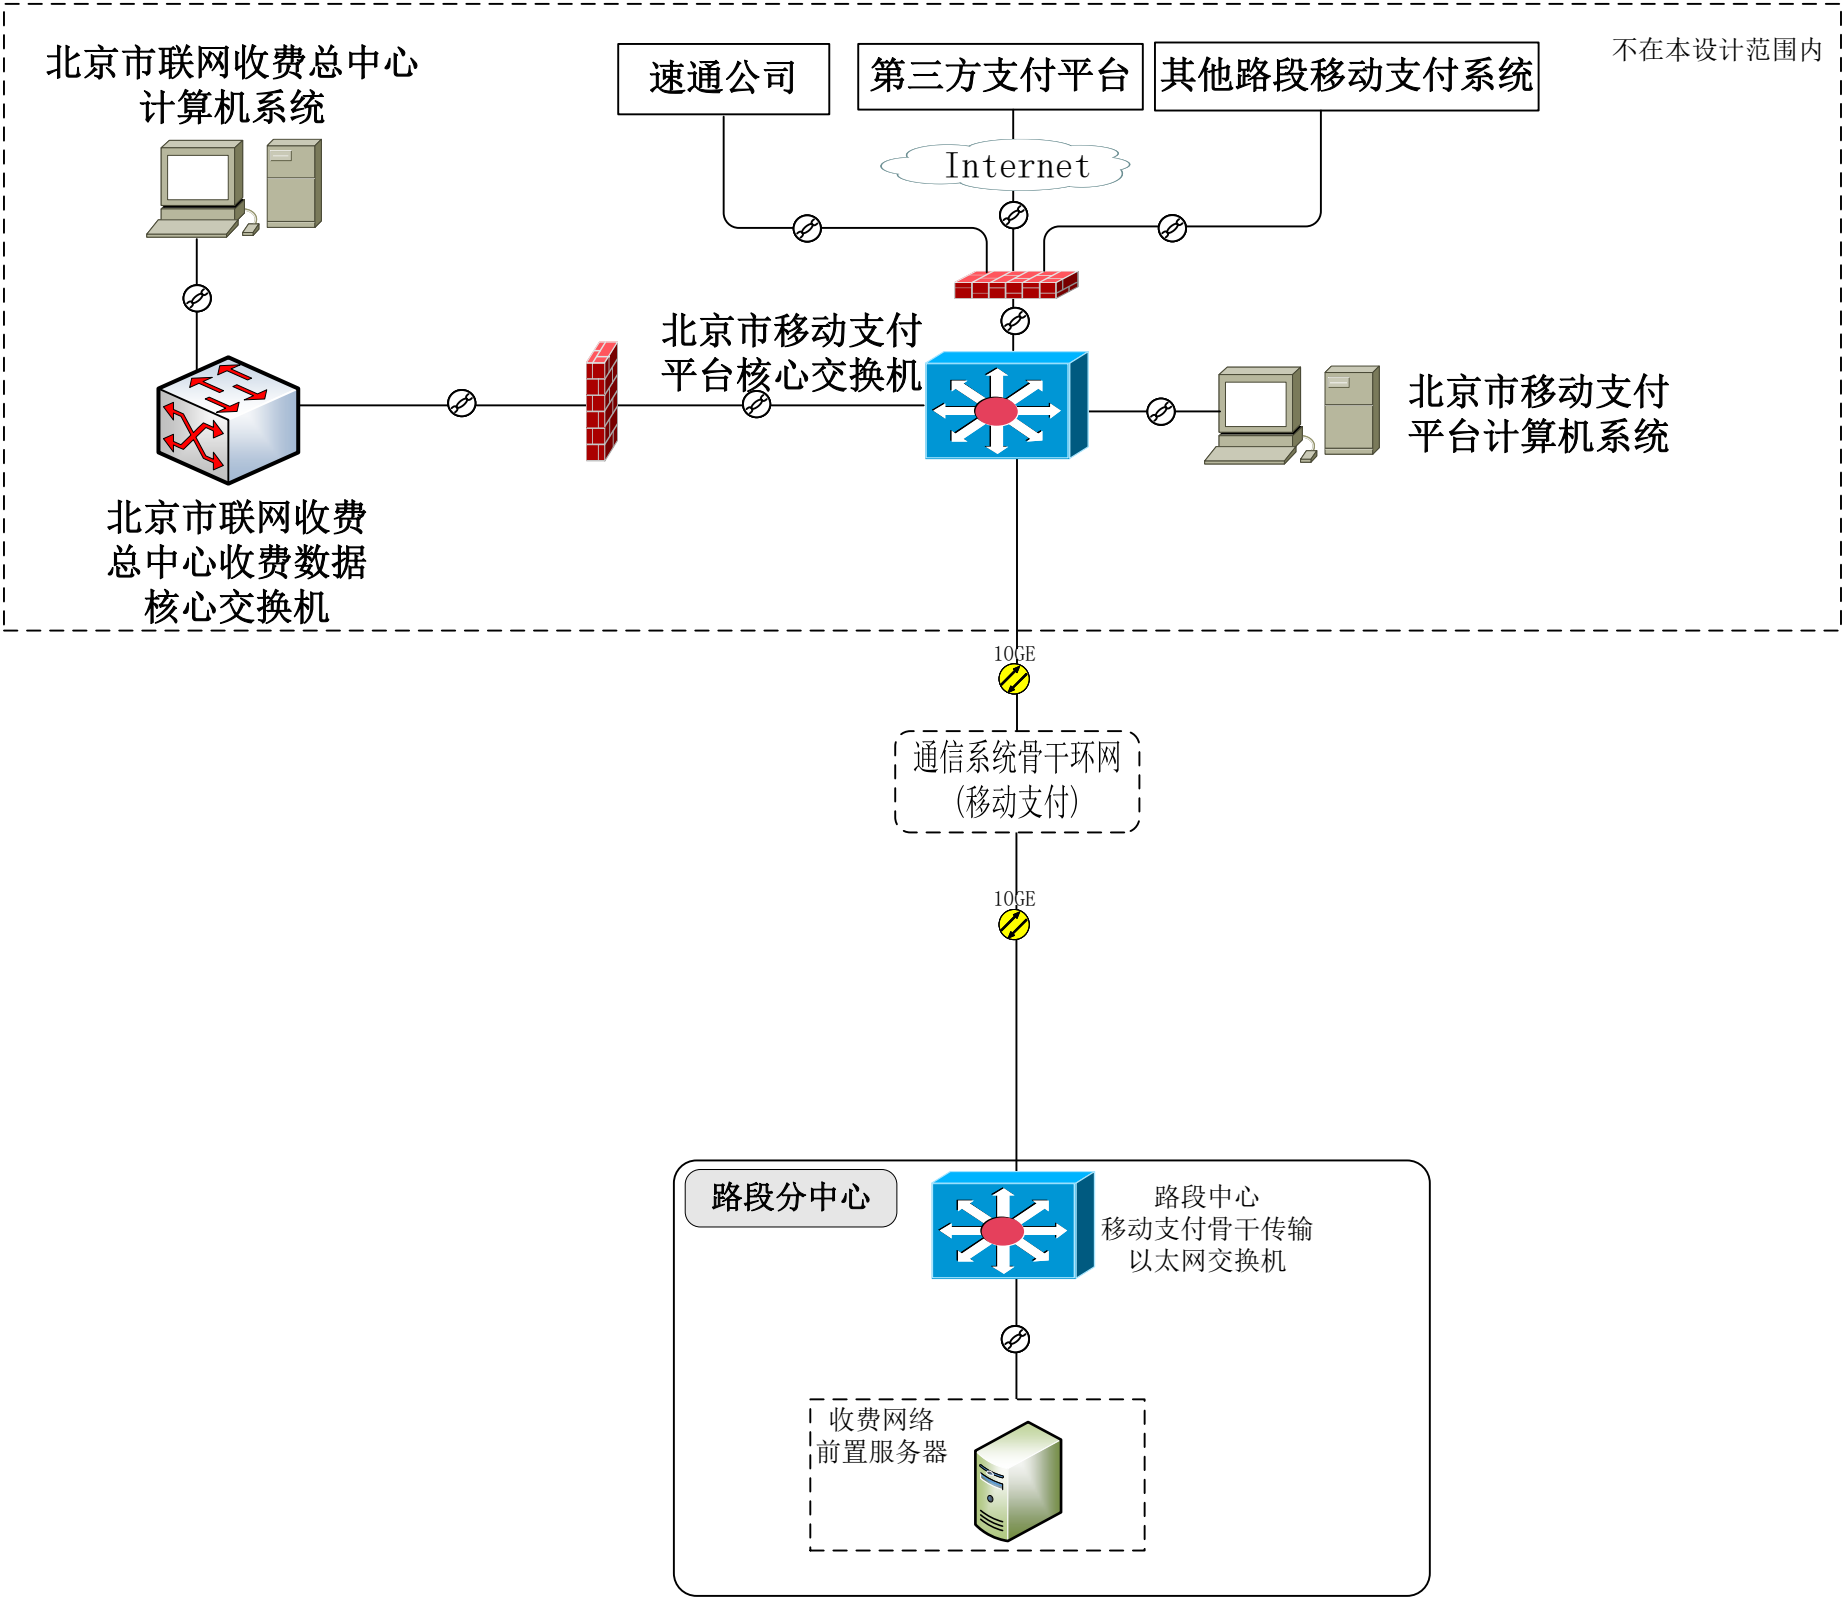 北京市联网收费总中心
计算机系统
速通公司
第三方支付平台
其他路段移动支付系统
不在本设计范围内
Internet
北京市移动支付
平台核心交换机
北京市移动支付
平台计算机系统
北京市联网收费
总中心收费数据
核心交换机
10GE
通信系统骨干环网
(移动支付)
10GE
路段分中心
路段中心
移动支付骨干传输
以太网交换机
收费网络
前置服务器